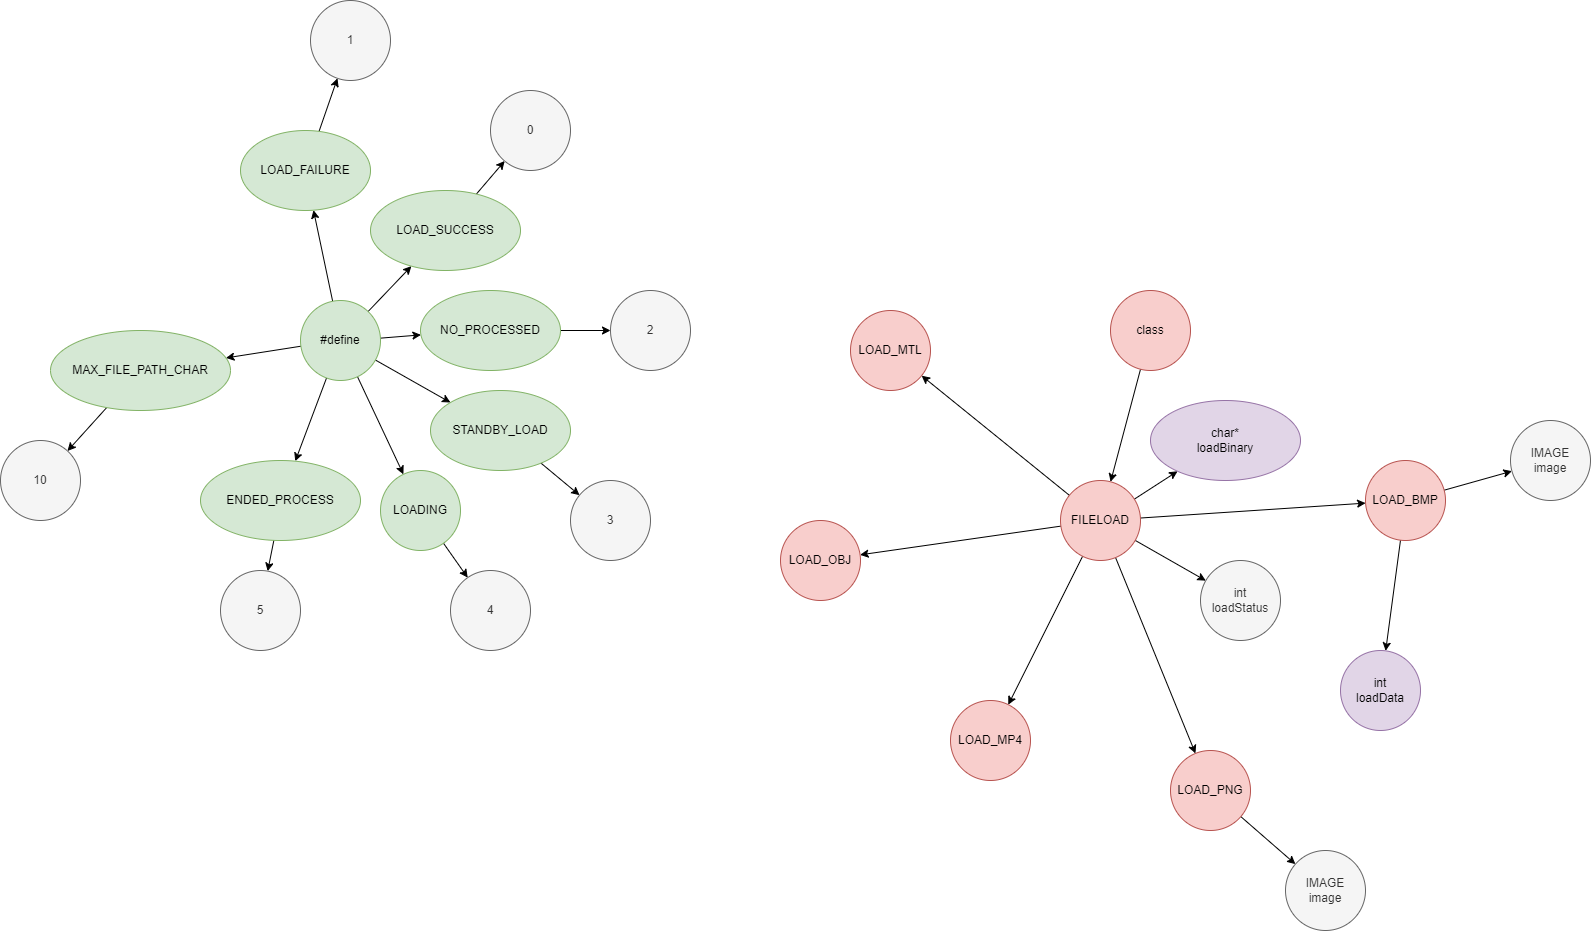 1
0
LOAD_FAILURE
LOAD_SUCCESS
#define
NO_PROCESSED
2
MAX_FILE_PATH_CHAR
STANDBY_LOAD
10
ENDED_PROCESS
LOADING
3
5
4
class
LOAD_MTL
char*
loadBinary
IMAGE
image
LOAD_BMP
FILELOAD
LOAD_OBJ
int
loadStatus
int
loadData
LOAD_MP4
LOAD_PNG
IMAGE
image